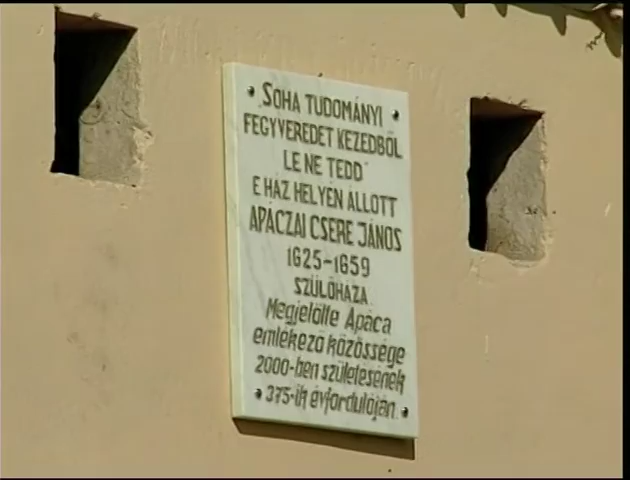 „SOHA TUDOMÁNYI
FEGYVEREDET KEZEDBŐL
LE NE TEDD"
E HÁZ HELYÉN ÁLLOTT
APÁCZAI CSERE JÁNOS
1625-1659
SZÜLŐHÁZA
Megjelölte Apáca
emlékező közössége
2000-ben születésének
375-ik évfordulóján